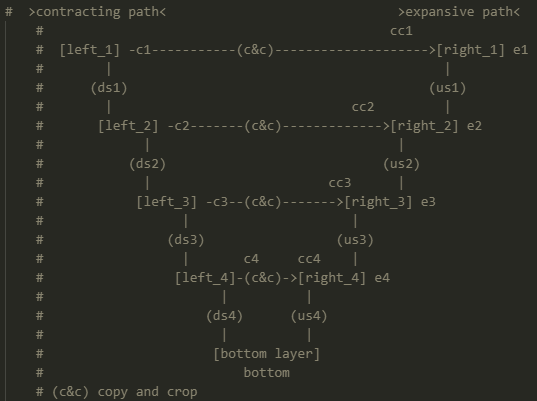 #  >contracting path<                              >expansive path<
    #                                             cc1
    #  [left_1] -c1-----------(c&c)-------------------->[right_1] e1
    #        |                                           |
    #      (ds1)                                       (us1)
    #        |                               cc2         |
    #       [left_2] -c2-------(c&c)------------->[right_2] e2
    #             |                                |
    #           (ds2)                            (us2)
    #             |                       cc3      |
    #            [left_3] -c3--(c&c)------->[right_3] e3
    #                  |                     |
    #                (ds3)                 (us3)
    #                  |       c4     cc4    |
    #                 [left_4]-(c&c)->[right_4] e4
    #                       |          |
    #                     (ds4)      (us4)
    #                       |          |
    #                      [bottom layer]
    #                          bottom
    # (c&c) copy and crop